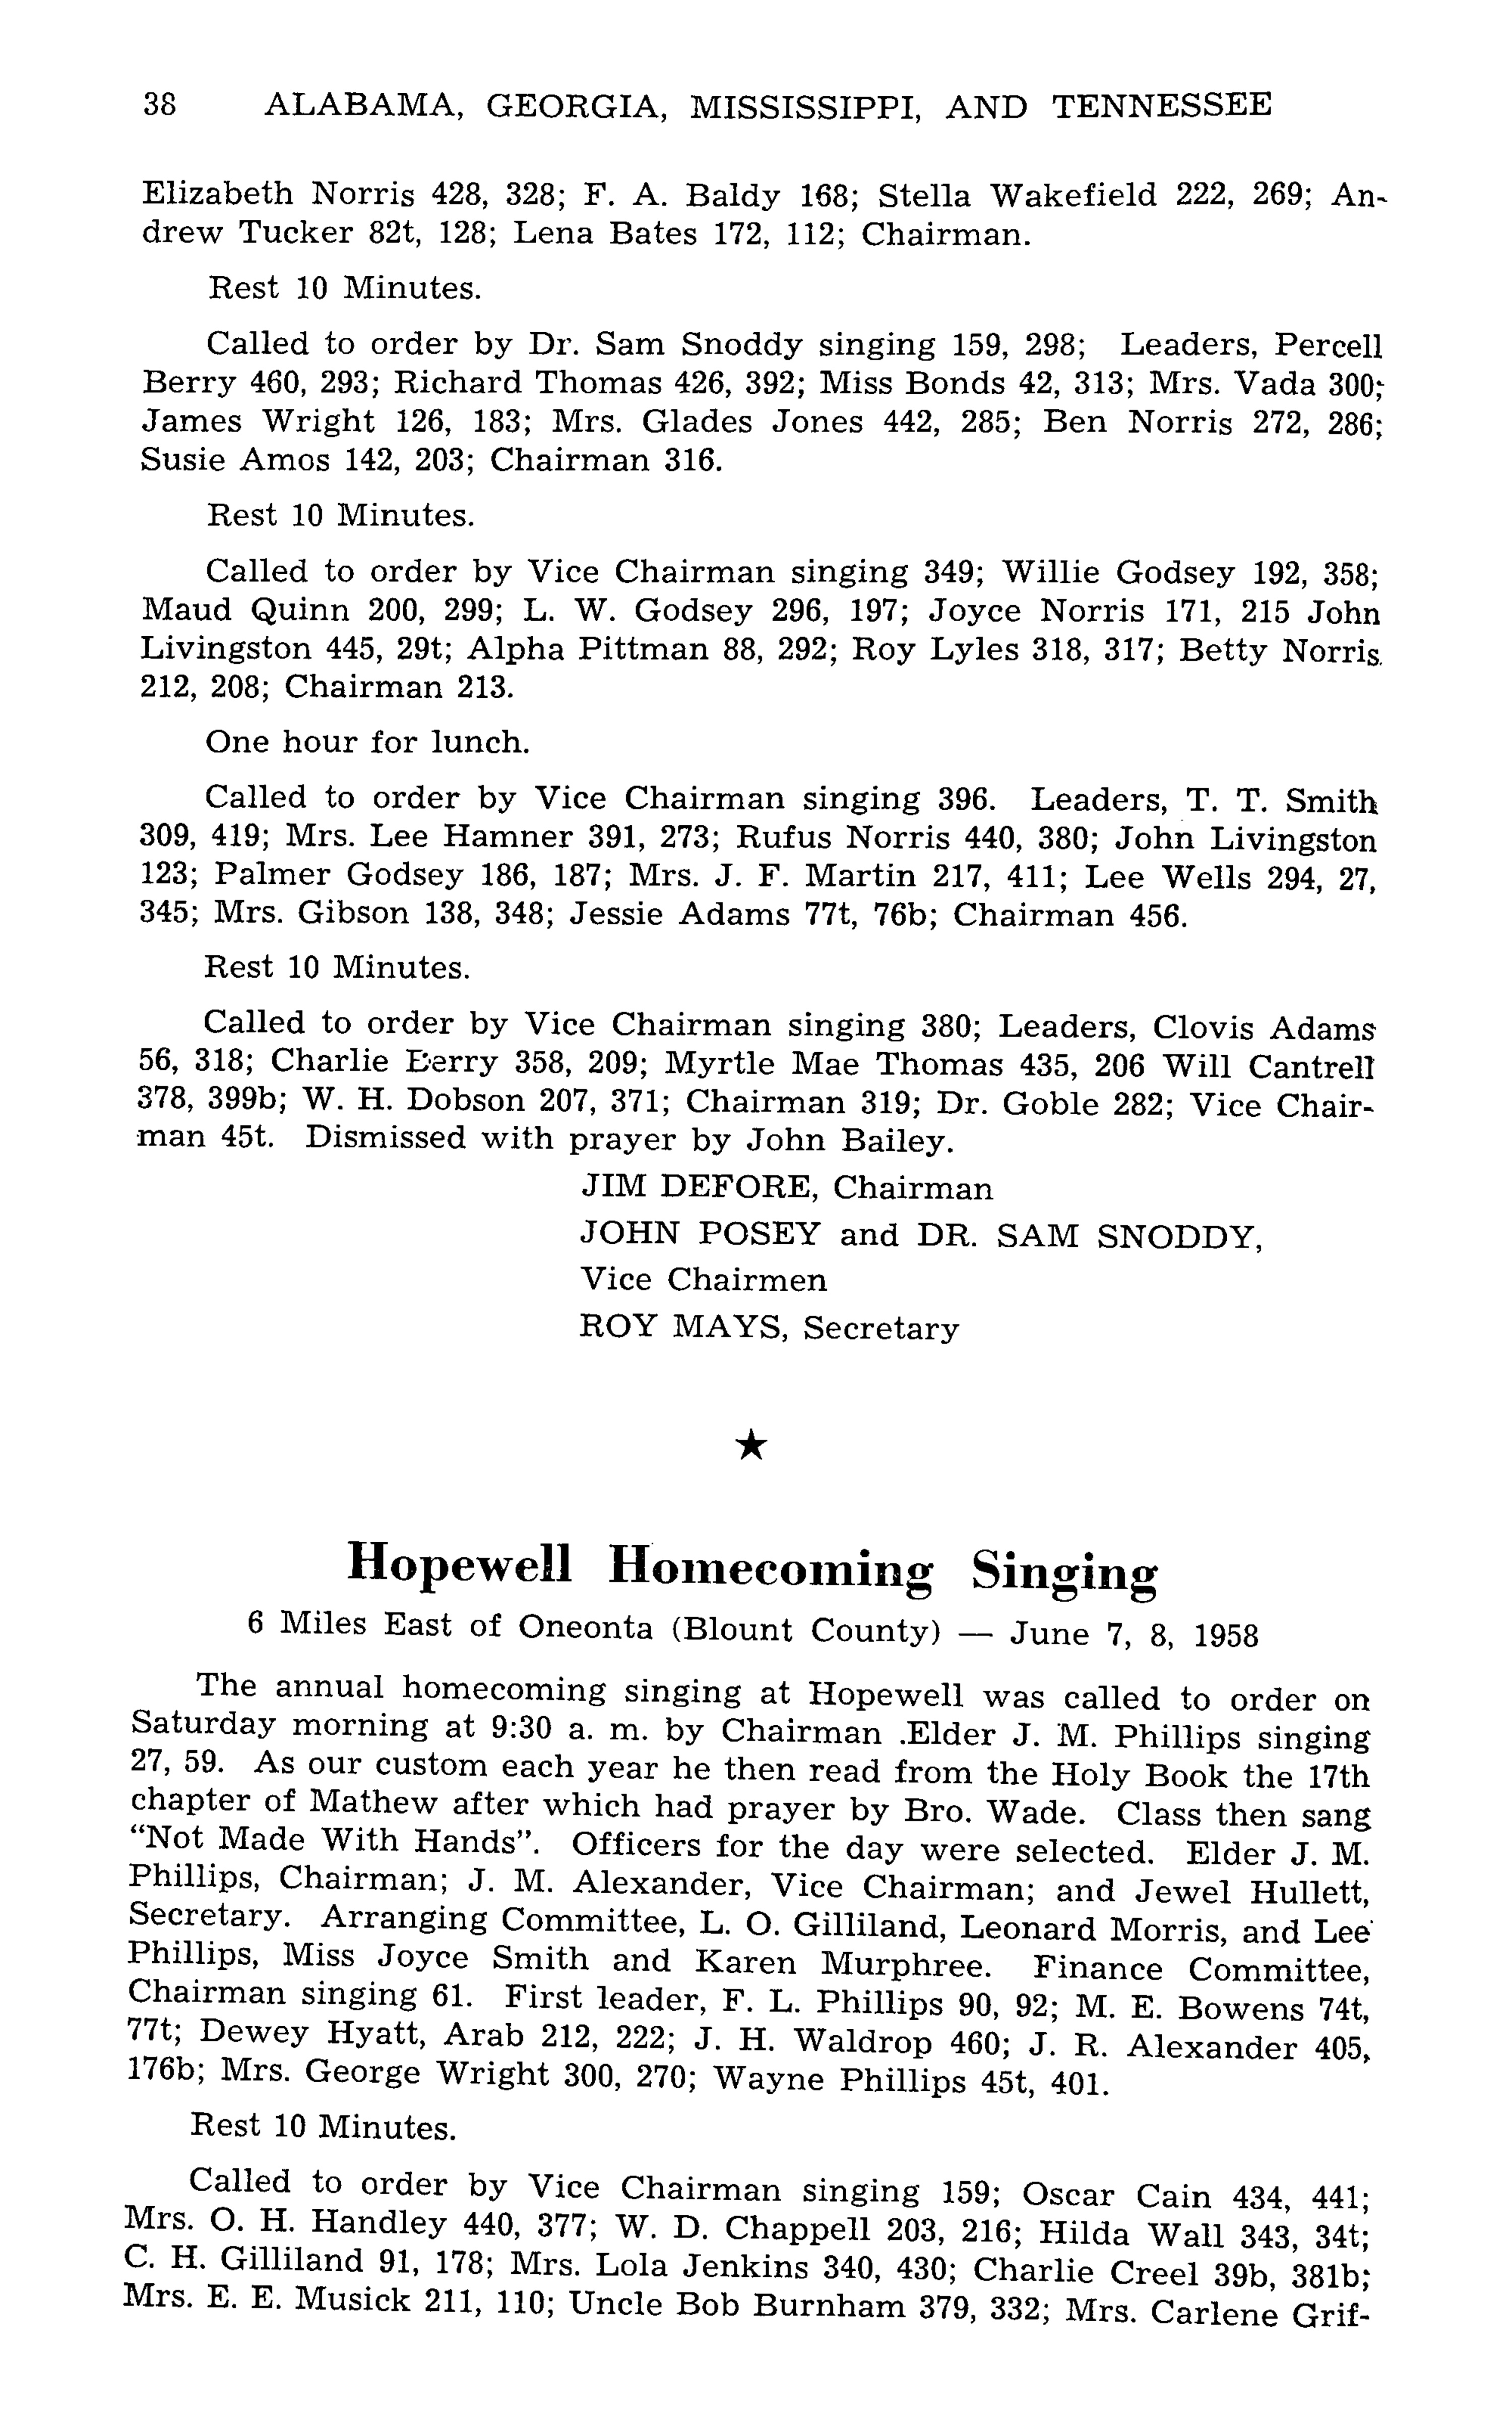 38 ALABAMA, GEORGIA, MISSISSIPPI, AND TENNESSEE
Elizabeth Norris 428, 328; F. A. Baldy 168; Stella Wakefield 222, 269; An-
drew Tucker 82t, 128; Lena Bates 172, 112; Chairman.
Rest 10 Minutes.
Called to order by Dr. Sam Snoddy singing 159, 298; Leaders, Percell
Berry 460, 293; Richard Thomas 426, 392; Miss Bonds 42, 313; Mrs. Vada 300;
James Wright 126, 183; Mrs. Glades Jones 442, 285; Ben Norris 272, 286;
Susie Amos 142, 203; Chairman 316.
Rest 10 Minutes.
Called to order by Vice Chairman singing 349; Willie Godsey 192, 358;
Maud Quinn 200, 299; L. W. Godsey 296, 197; Joyce Norris 171, 215 John
Livingston 445, 29t; Alpha Pittman 88, 292; Roy Lyles 318, 317; Betty Norris
212, 208; Chairman 213.
One hour for lunch.
Called to order by Vice Chairman singing 396. Leaders, T. T. Smith
309, 419; Mrs. Lee Hamner 391, 273; Rufus Norris 440, 380; John Livingston
123; Palmer Godsey 186, 187; Mrs. J. F. Martin 217, 411; Lee Wells 294, 27,
345; Mrs. Gibson 138, 348; Jessie Adams 77t, 76b; Chairman 456.
Rest 10 Minutes.
Called to order by Vice Chairman singing 380; Leaders, Clovis Adams
56, 318; Charlie Berry 358, 209; Myrtle Mae Thomas 435, 206 Will Cantrell
378, 399b; W. H. Dobson 207, 371; Chairman 319; Dr. Goble 282; Vice Chair-
man 45t. Dismissed with prayer by John Bailey.
JIM DEFORE, Chairman
JOHN POSEY and DR. SAM SNODDY,
Vice Chairmen
ROY MAYS, Secretary
★
Hopewell Homecoming Singing
6 Miles East of Oneonta (Blount County) — June 7, 8, 1958
The annual homecoming singing at Hopewell was called to order on
Saturday morning at 9:30 a. m. by Chairman .Elder J. M. Phillips singing
27, 59. As our custom each year he then read from the Holy Book the 17th
chapter of Mathew after which had prayer by Bro. Wade. Class then sang
“Not Made With Hands”. Officers for the day were selected. Elder J. M.
Phillips, Chairman; J. M. Alexander, Vice Chairman; and Jewel Hullett,
Secretary. Arranging Committee, L. O. Gilliland, Leonard Morris, and Lee
Phillips, Miss Joyce Smith and Karen Murphree. Finance Committee,
Chairman singing 61. First leader, F. L. Phillips 90, 92; M. E. Bowens 74t,
77t; Dewey Hyatt, Arab 212, 222; J. H. Waldrop 460; J. R. Alexander 405,
176b; Mrs. George Wright 300, 270; Wayne Phillips 45t, 401.
Rest 10 Minutes.
Called to order by Vice Chairman singing 159; Oscar Cain 434, 441;
Mrs. O. H. Handley 440, 377; W. D. Chappell 203, 216; Hilda Wall 343, 34t;
C. H. Gilliland 91, 178; Mrs. Lola Jenkins 340, 430; Charlie Creel 39b, 381b;
Mrs. E. E. Musick 211, 110; Uncle Bob Burnham 379, 332; Mrs. Carlene Grif-